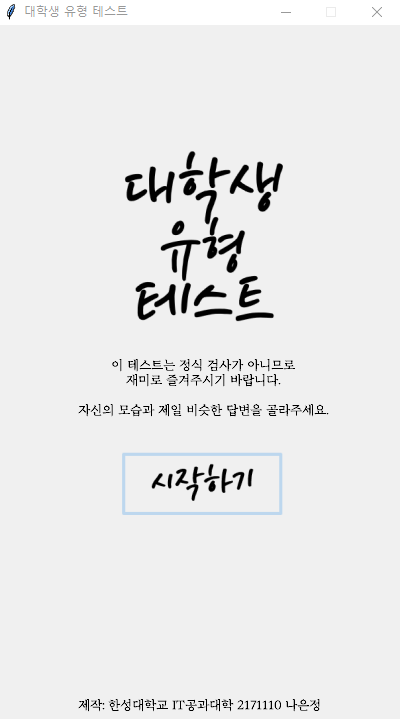 대학생 유형 테스트
대학생
유형
테스트
이 테스트는 정식 검사가 아니므로
재미로 즐겨주시기 바랍니다.
자신의 모습과 제일 비슷한 답변을 골라주세요.
시작하기
제작: 한성대학교 IT공과대학 2171110 나은정